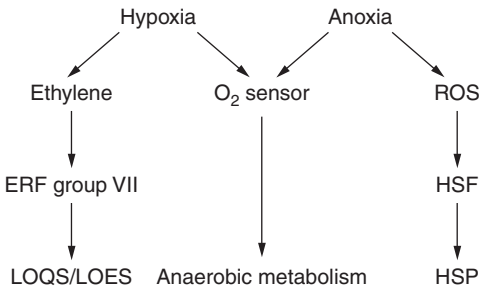 Hypoxia Anoxia
Ethylene O₂ sensor ROS
ERF group VII HSF
LOQS/LOES Anaerobic metabolism HSP